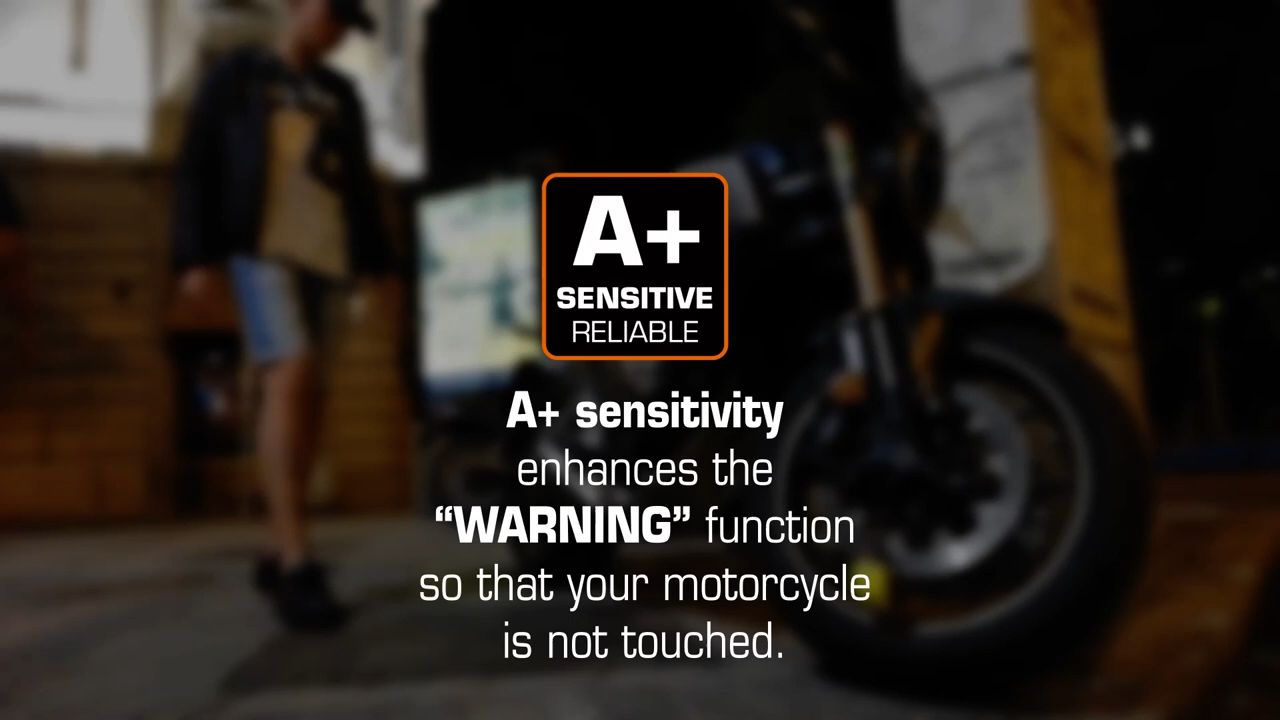 A+
SENSITIVE
RELIABLE
A+ sensitivity
enhances the
“WARNING” function
so that your motorcycle
is not touched.